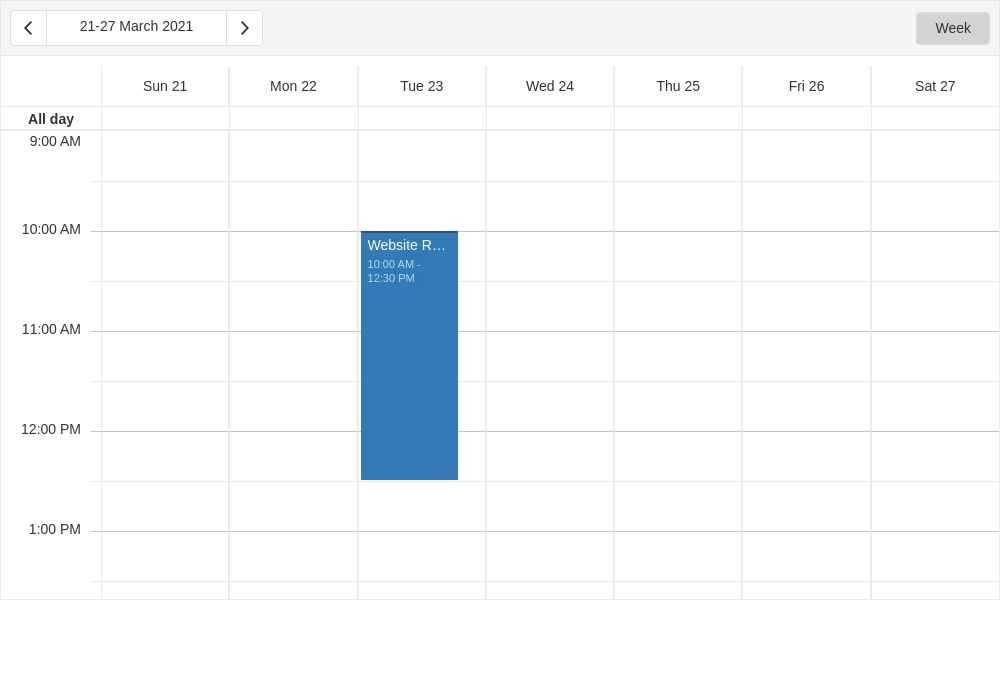 21-27 March 2021
Week
Sun 21
Mon 22
Tue 23
Wed 24
Thu 25
Fri 26
Sat 27
All day
9:00 AM
10:00 AM
Website R…
10:00 AM -
12:30 PM
11:00 AM
12:00 PM
1:00 PM